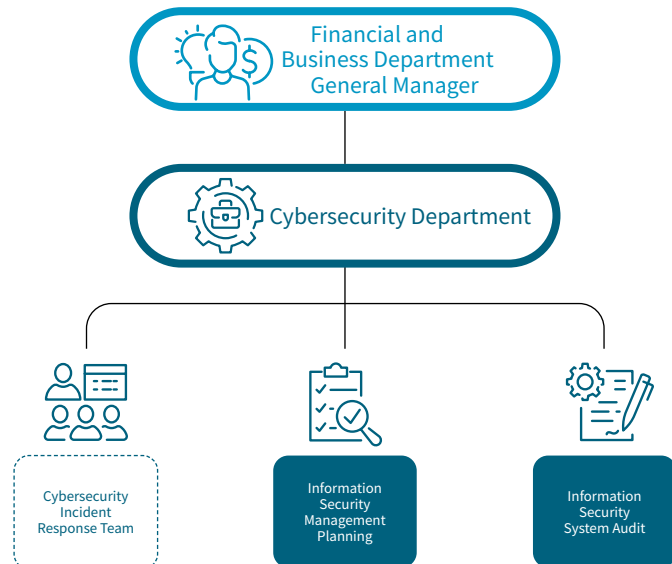 Financial and
Business Department
General Manager
Cybersecurity Department
Cybersecurity
Incident
Response Team
Information
Security
Management
Planning
Information
Security
System Audit